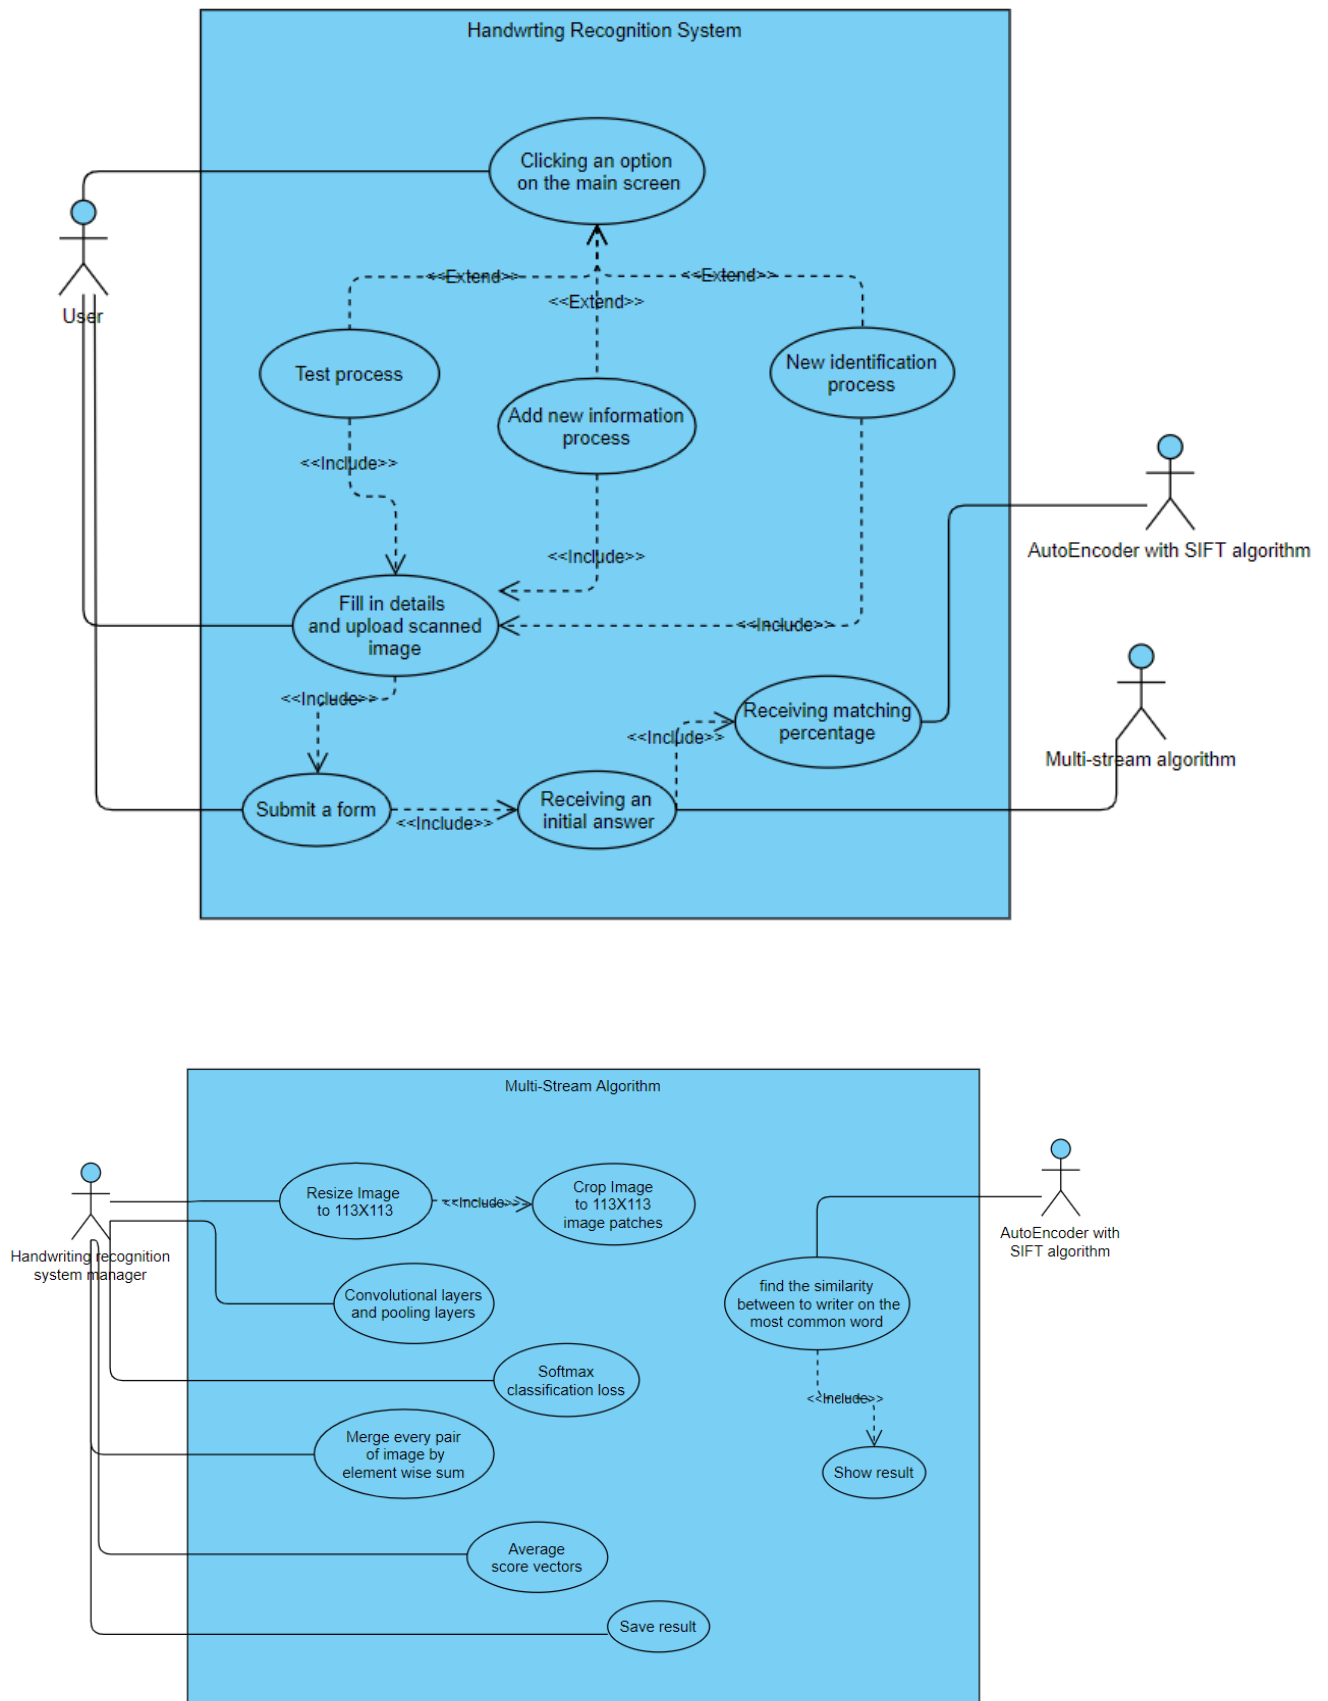 Handwrting Recognition System
Clicking an option
on the main screen
<<Extend>>
<<Extend>>
<<Extend>>
User
Test process
New identification
process
Add new information
process
<<Include>>
<<Include>>
AutoEncoder with SIFT algorithm
Fill in details
and upload scanned
image
<<Include>>
<<Include>>
Receiving matching
percentage
<<Include>>
Multi-stream algorithm
Submit a form
<<Include>>
Receiving an
initial answer
Multi-Stream Algorithm
Resize Image
to 113X113
<<Include>>
Crop Image
to 113X113
image patches
Handwriting recognition
system manager
AutoEncoder with
SIFT algorithm
Convolutional layers
and pooling layers
find the similarity
between to writer on the
most common word
Softmax
classification loss
<<Include>>
Merge every pair
of image by
element wise sum
Show result
Average
score vectors
Save result